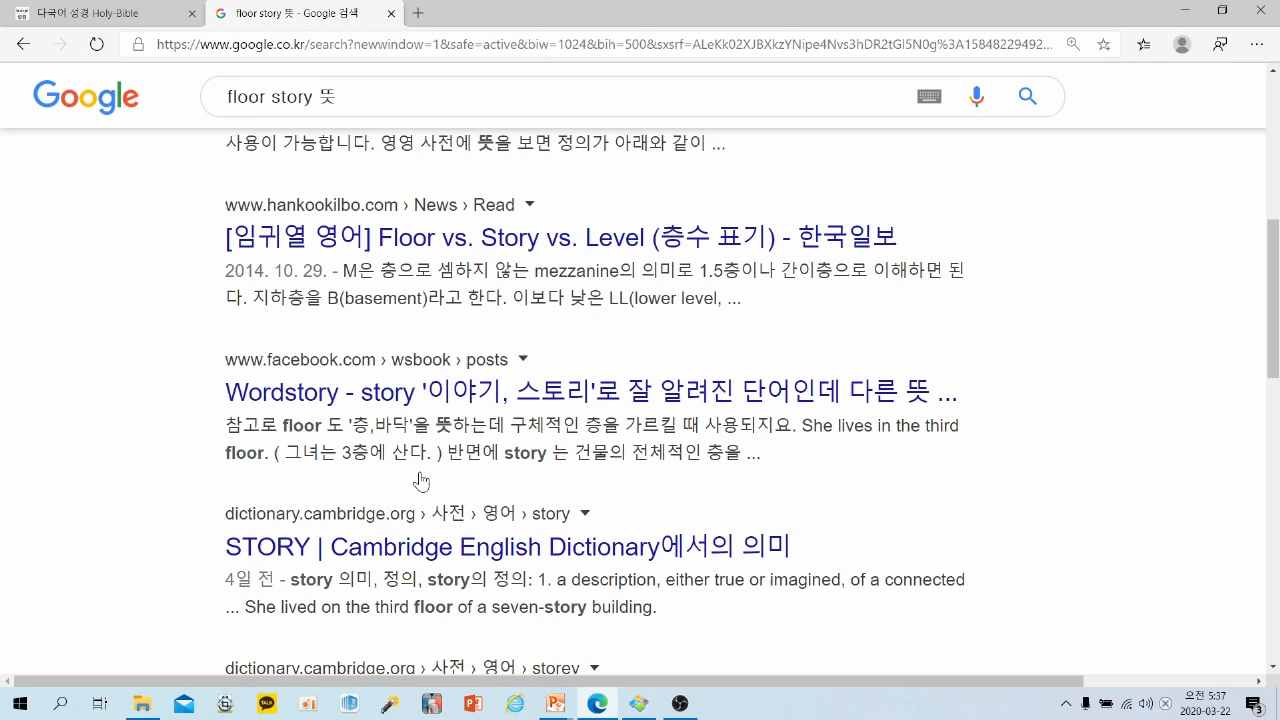 다국어 성경 Holy-Bible
floor story 뜻 - Google 검색
https://www.google.co.kr/search?newwindow=1&safe=active&biw=1024&bih=500&sxsrf=ALeKk02XJBXkzYNipe4Nvs3hDR2tGl5N0g%3A15848229492...
Google
floor story 뜻
사용이 가능합니다. 영영 사전에 뜻을 보면 정의가 아래와 같이 ...
www.hankookilbo.com › News › Read
[임귀열 영어] Floor vs. Story vs. Level (층수 표기) - 한국일보
2014. 10. 29. - M은 층으로 셈하지 않는 mezzanine의 의미로 1.5층이나 간이층으로 이해하면 된
다. 지하층을 B(basement)라고 한다. 이보다 낮은 LL(lower level, ...
www.facebook.com › wsbook › posts
Wordstory - story '이야기, 스토리'로 잘 알려진 단어인데 다른 뜻 ...
참고로 floor 도 '층,바닥'을 뜻하는데 구체적인 층을 가르킬 때 사용되지요. She lives in the third
floor. ( 그녀는 3층에 산다. ) 반면에 story 는 건물의 전체적인 층을 ...
dictionary.cambridge.org › 사전 › 영어 › story
STORY | Cambridge English Dictionary에서의 의미
4일 전 - story 의미, 정의, story의 정의: 1. a description, either true or imagined, of a connected
... She lived on the third floor of a seven-story building.
dictionary.cambridge.org › 사전 › 영어 › storey
TALK
오전 5:37
2020-03-22
3